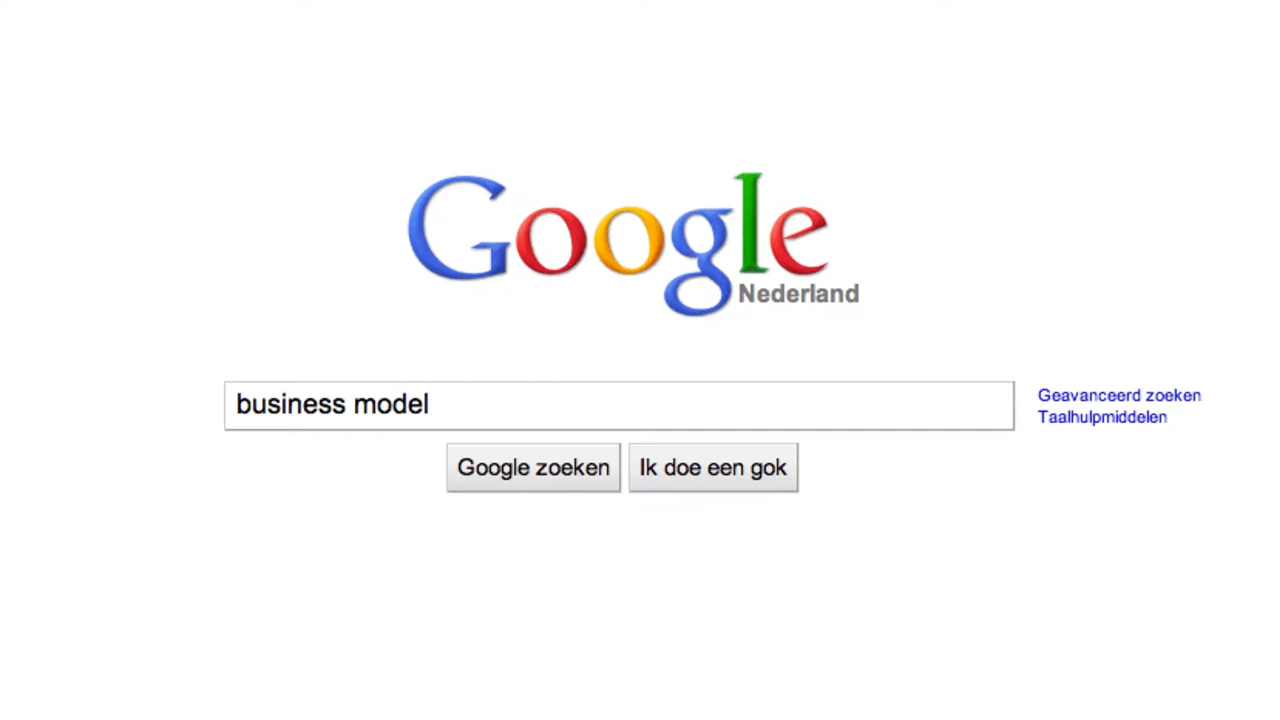 Google
Nederland
business model
Geavanceerd zoeken
Taalhulpmiddelen
Google zoeken
Ik doe een gok